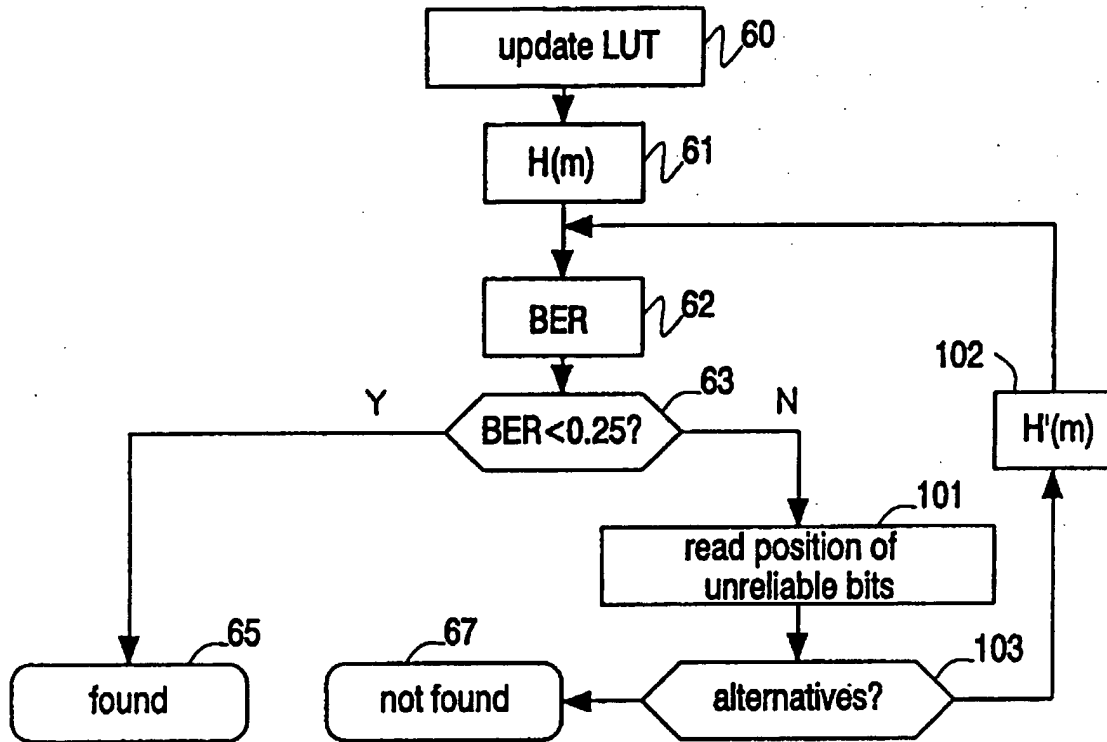 update LUT
60
H(m)
61
BER
62
102
H'(m)
Y
BER<0.25?
63
N
101
read position of
unreliable bits
65
found
67
not found
alternatives?
103